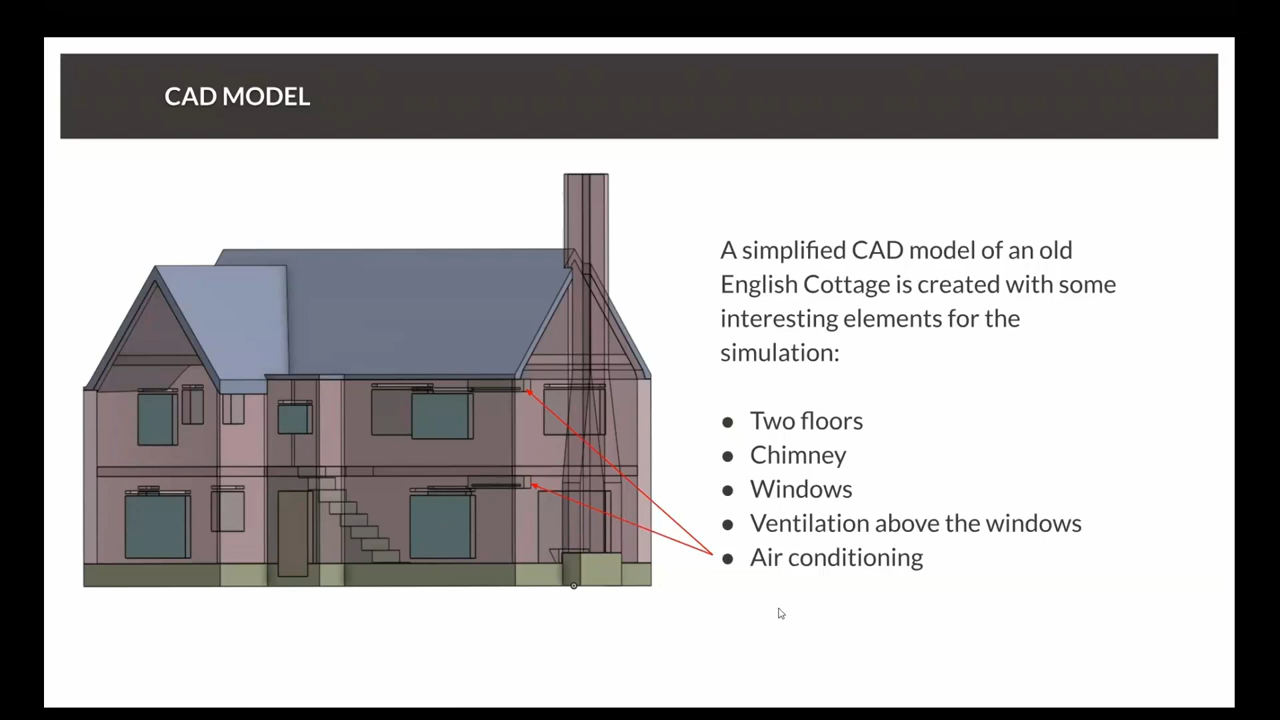 CAD MODEL
A simplified CAD model of an old
English Cottage is created with some
interesting elements for the
simulation:
● Two floors
● Chimney
● Windows
● Ventilation above the windows
● Air conditioning